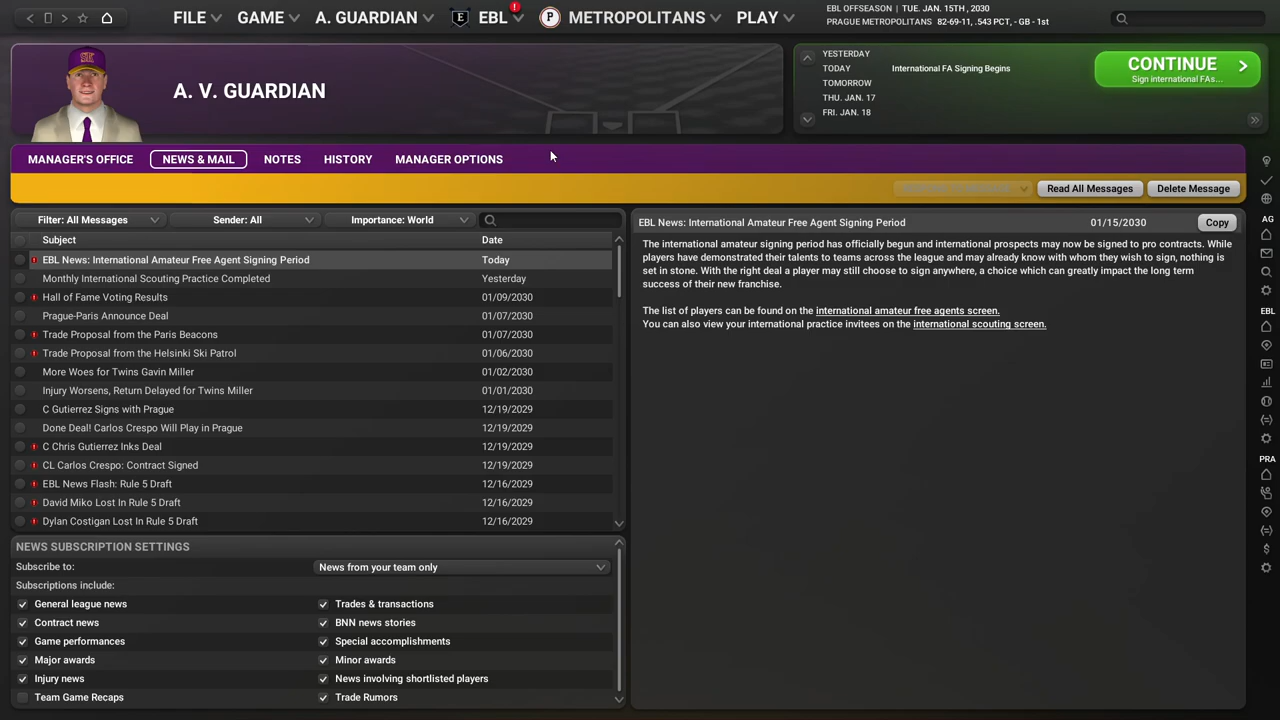 FILE GAME A. GUARDIAN EBL METROPOLITANS PLAY
EBL OFFSEASON | TUE. JAN. 15TH , 2030
PRAGUE METROPOLITANS 82-69-11, .543 PCT, - GB - 1st
A. V. GUARDIAN
YESTERDAY
TODAY International FA Signing Begins
TOMORROW
THU. JAN. 17
FRI. JAN. 18
CONTINUE
Sign international FAs...
MANAGER'S OFFICE NEWS & MAIL NOTES HISTORY MANAGER OPTIONS
Read All Messages Delete Message
Filter: All Messages Sender: All Importance: World
Subject Date
EBL News: International Amateur Free Agent Signing Period Today
Monthly International Scouting Practice Completed Yesterday
Hall of Fame Voting Results 01/09/2030
Prague-Paris Announce Deal 01/07/2030
Trade Proposal from the Paris Beacons 01/07/2030
Trade Proposal from the Helsinki Ski Patrol 01/06/2030
More Woes for Twins Gavin Miller 01/02/2030
Injury Worsens, Return Delayed for Twins Miller 01/01/2030
C Gutierrez Signs with Prague 12/19/2029
Done Deal! Carlos Crespo Will Play in Prague 12/19/2029
C Chris Gutierrez Inks Deal 12/19/2029
CL Carlos Crespo: Contract Signed 12/19/2029
EBL News Flash: Rule 5 Draft 12/16/2029
David Miko Lost In Rule 5 Draft 12/16/2029
Dylan Costigan Lost In Rule 5 Draft 12/16/2029
EBL News: International Amateur Free Agent Signing Period 01/15/2030 Copy
The international amateur signing period has officially begun and international prospects may now be signed to pro contracts. While
players have demonstrated their talents to teams across the league and may already know with whom they wish to sign, nothing is
set in stone. With the right deal a player may still choose to sign anywhere, a choice which can greatly impact the long term
success of their new franchise.
The list of players can be found on the international amateur free agents screen.
You can also view your international practice invitees on the international scouting screen.
NEWS SUBSCRIPTION SETTINGS
Subscribe to: News from your team only
Subscriptions include:
General league news Trades & transactions
Contract news BNN news stories
Game performances Special accomplishments
Major awards Minor awards
Injury news News involving shortlisted players
Team Game Recaps Trade Rumors
AG
EBL
PRA